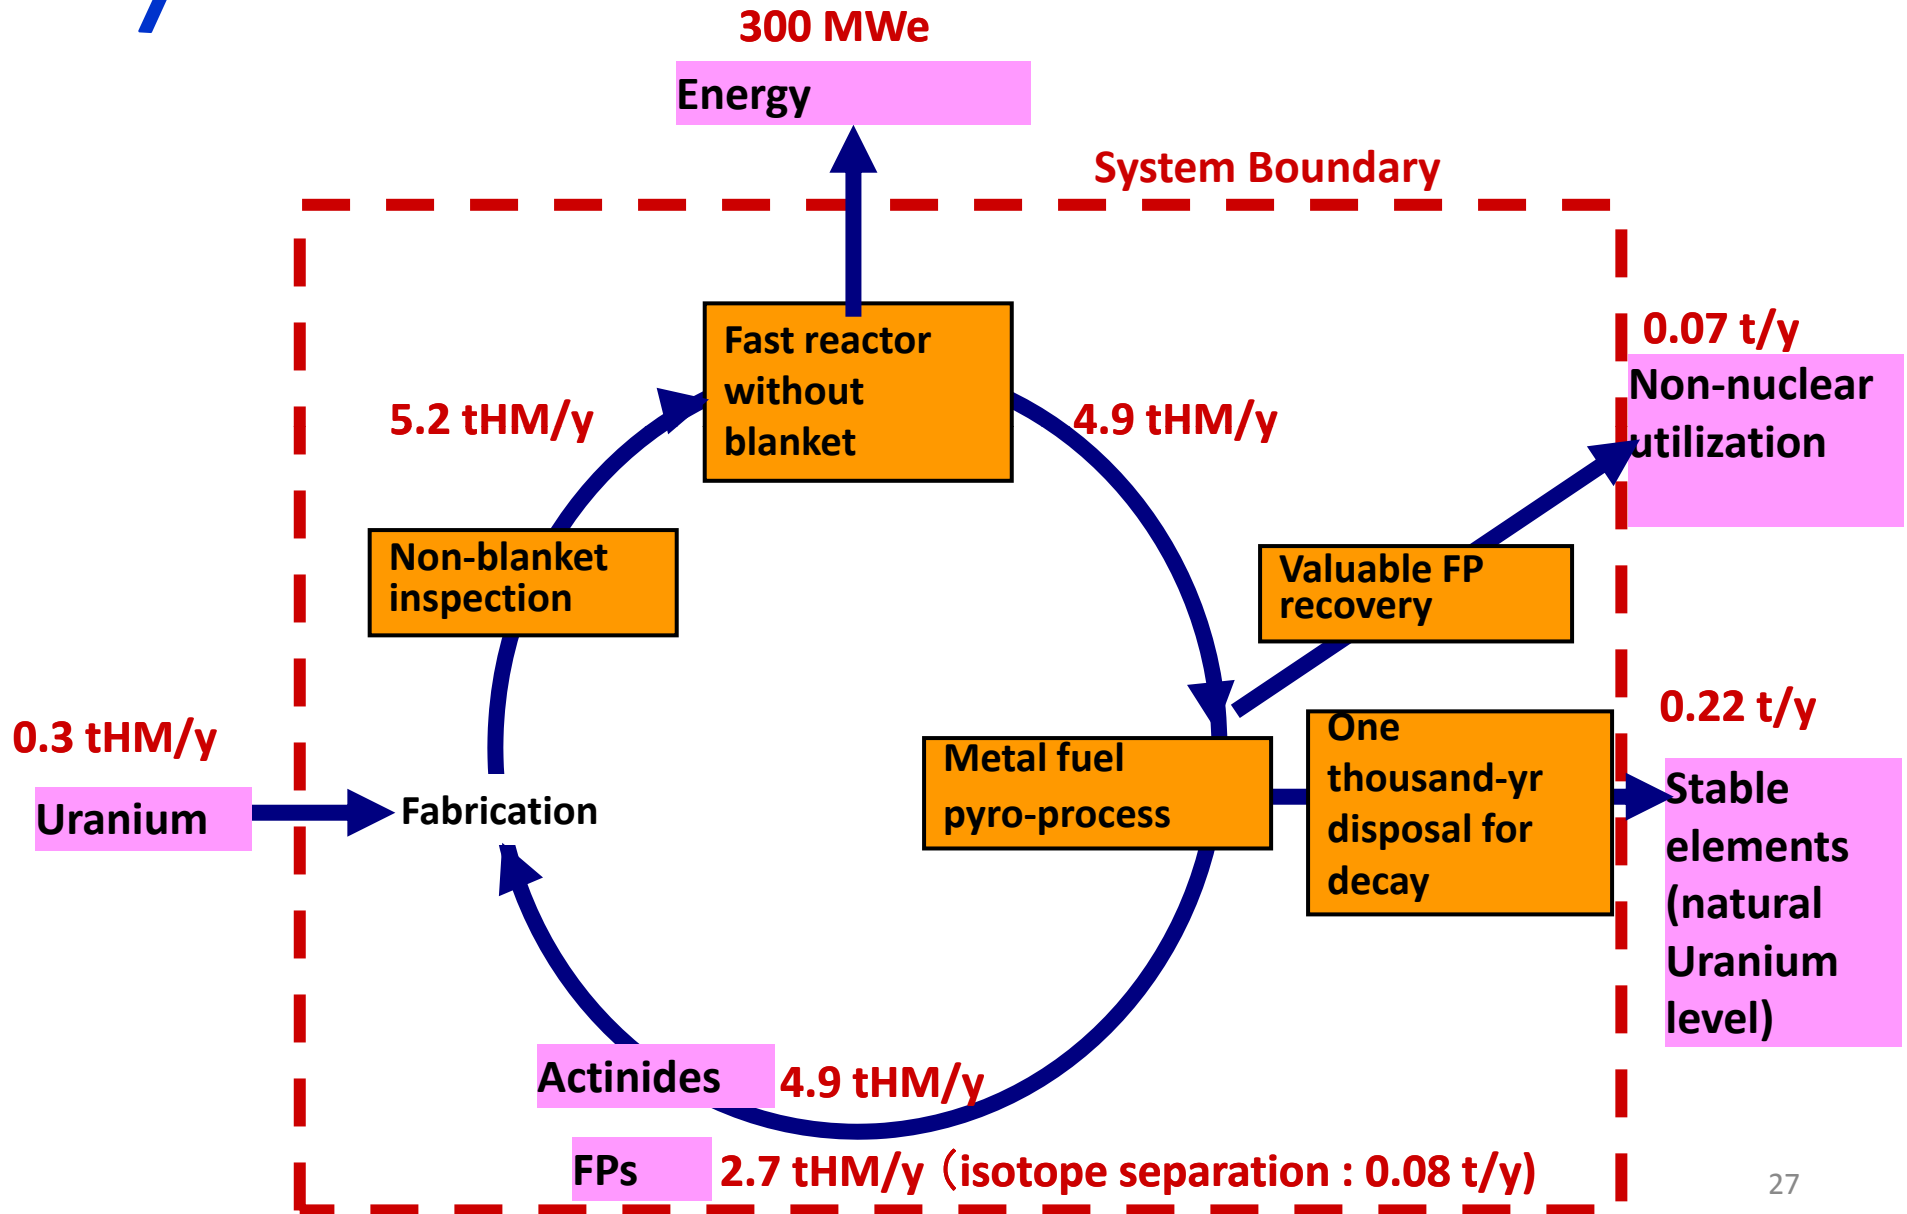 300 MWe
Energy
System Boundary
Fast reactor
without
blanket
0.07 t/y
Non-nuclear
utilization
5.2 tHM/y
4.9 tHM/y
Non-blanket
inspection
Valuable FP
recovery
0.3 tHM/y
Uranium
Fabrication
Metal fuel
pyro-process
One
thousand-yr
disposal for
decay
0.22 t/y
Stable
elements
(natural
Uranium
level)
Actinides 4.9 tHM/y
FPs 2.7 tHM/y（isotope separation : 0.08 t/y)
27